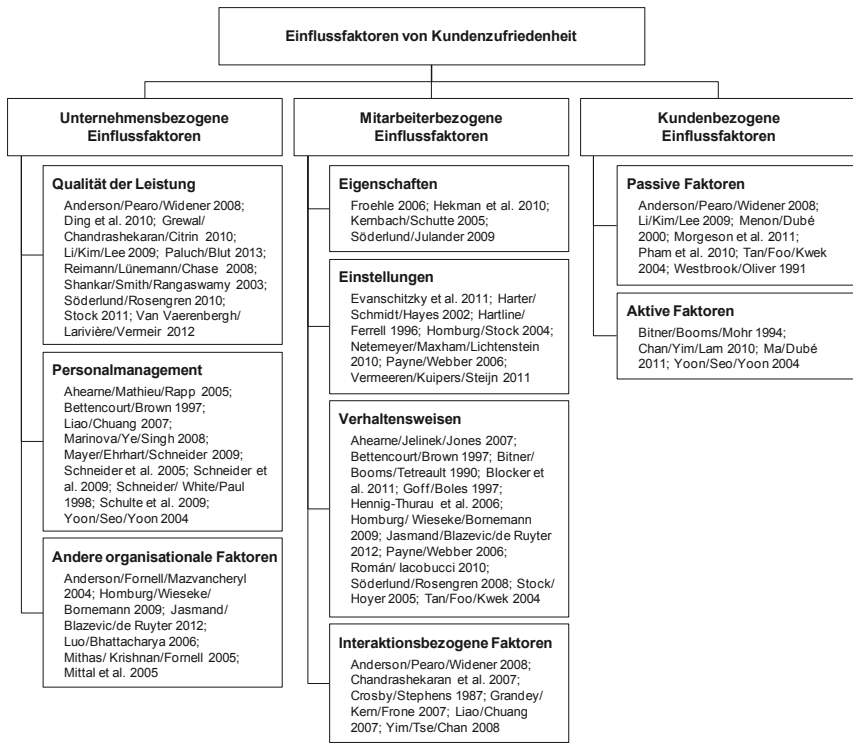 Einflussfaktoren von Kundenzufriedenheit
Unternehmensbezogene
Einflussfaktoren
Qualität der Leistung
Anderson/Pearo/Widener 2008;
Ding et al. 2010; Grewal/
Chandrashekaran/Citrin 2010;
Li/Kim/Lee 2009; Paluch/Blut 2013;
Reimann/Lünemann/Chase 2008;
Shankar/Smith/Rangaswamy 2003;
Söderlund/Rosengren 2010;
Stock 2011; Van Vaerenbergh/
Larivière/Vermeir 2012
Personalmanagement
Ahearne/Mathieu/Rapp 2005;
Bettencourt/Brown 1997;
Liao/Chuang 2007;
Marinova/Ye/Singh 2008;
Mayer/Ehrhart/Schneider 2009;
Schneider et al. 2005; Schneider et
al. 2009; Schneider/ White/Paul
1998; Schulte et al. 2009;
Yoon/Seo/Yoon 2004
Andere organisationale Faktoren
Anderson/Fornell/Mazvancheryl
2004; Homburg/Wieseke/
Bornemann 2009; Jasmand/
Blazevic/de Ruyter 2012;
Luo/Bhattacharya 2006;
Mithas/ Krishnan/Fornell 2005;
Mittal et al. 2005
Mitarbeiterbezogene
Einflussfaktoren
Eigenschaften
Froehle 2006; Hekman et al. 2010;
Kernbach/Schutte 2005;
Söderlund/Julander 2009
Einstellungen
Evanschitzky et al. 2011; Harter/
Schmidt/Hayes 2002; Hartline/
Ferrell 1996; Homburg/Stock 2004;
Netemeyer/Maxham/Lichtenstein
2010; Payne/Webber 2006;
Vermeeren/Kuipers/Steijn 2011
Verhaltensweisen
Ahearne/Jelinek/Jones 2007;
Bettencourt/Brown 1997; Bitner/
Booms/Tetreault 1990; Blocker et
al. 2011; Goff/Boles 1997;
Hennig-Thurau et al. 2006;
Homburg/ Wieseke/Bornemann
2009; Jasmand/Blazevic/de Ruyter
2012; Payne/Webber 2006;
Román/ Iacobucci 2010;
Söderlund/Rosengren 2008; Stock/
Hoyer 2005; Tan/Foo/Kwek 2004
Interaktionsbezogene Faktoren
Anderson/Pearo/Widener 2008;
Chandrashekaran et al. 2007;
Crosby/Stephens 1987; Grandey/
Kern/Frone 2007; Liao/Chuang
2007; Yim/Tse/Chan 2008
Kundenbezogene
Einflussfaktoren
Passive Faktoren
Anderson/Pearo/Widener 2008;
Li/Kim/Lee 2009; Menon/Dubé
2000; Morgeson et al. 2011;
Pham et al. 2010; Tan/Foo/Kwek
2004; Westbrook/Oliver 1991
Aktive Faktoren
Bitner/Booms/Mohr 1994;
Chan/Yim/Lam 2010; Ma/Dubé
2011; Yoon/Seo/Yoon 2004